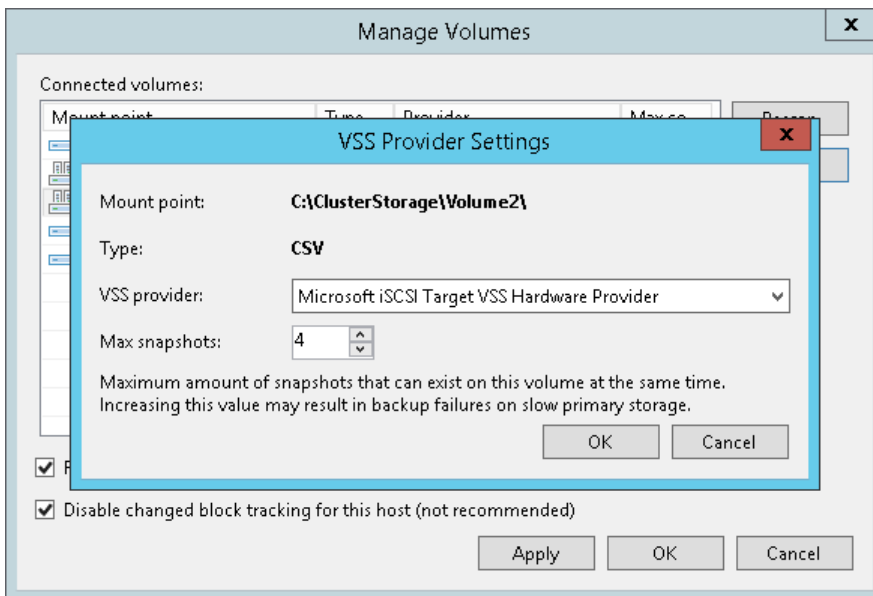 Manage Volumes
x
Connected volumes:
VSS Provider Settings
x
Mount point: C:\ClusterStorage\Volume2\
Type: CSV
VSS provider: Microsoft iSCSI Target VSS Hardware Provider
Max snapshots: 4
Maximum amount of snapshots that can exist on this volume at the same time.
Increasing this value may result in backup failures on slow primary storage.
OK Cancel
Disable changed block tracking for this host (not recommended)
Apply OK Cancel